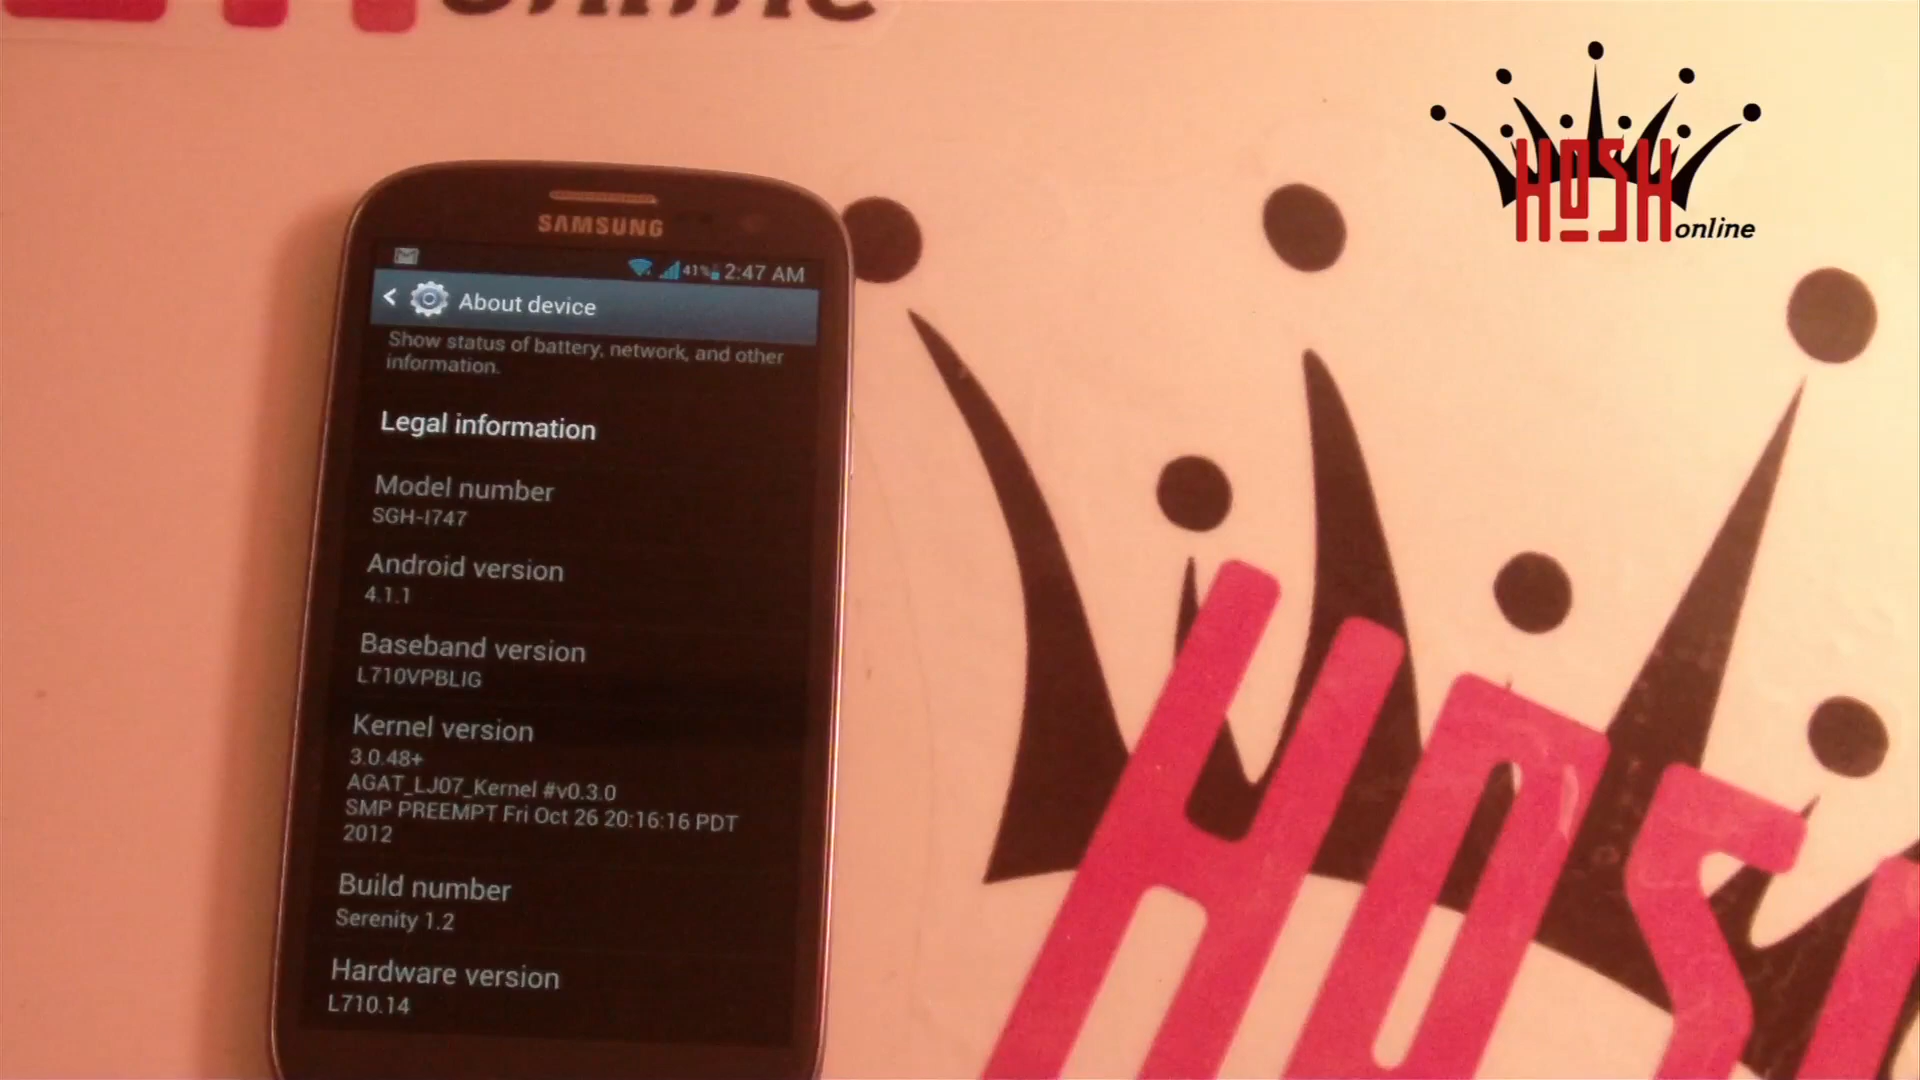 online
HOSH
online
SAMSUNG
41% 2:47 AM
About device
Show status of battery, network, and other
information.
Legal information
Model number
SGH-I747
Android version
4.1.1
Baseband version
L710VPBLIG
Kernel version
3.0.48+
AGAT_LJ07_Kernel #v0.3.0
SMP PREEMPT Fri Oct 26 20:16:16 PDT
2012
Build number
Serenity 1.2
Hardware version
L710.14
HOSH